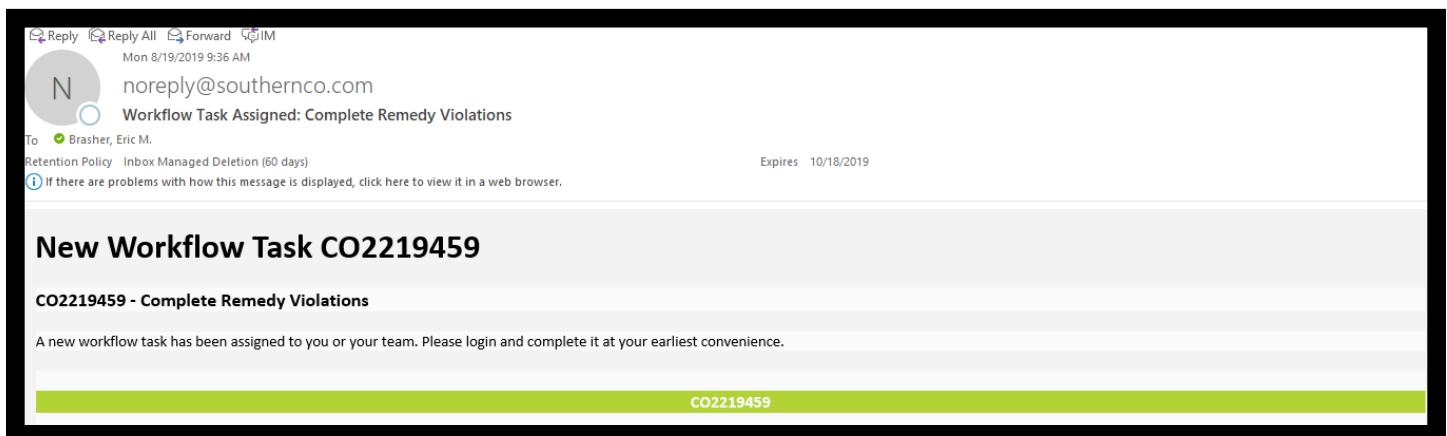 Reply Reply All Forward IM
Mon 8/19/2019 9:36 AM
N
noreply@southernco.com
Workflow Task Assigned: Complete Remedy Violations
To Brasher, Eric M.
Retention Policy Inbox Managed Deletion (60 days) Expires 10/18/2019
If there are problems with how this message is displayed, click here to view it in a web browser.
New Workflow Task CO2219459
CO2219459 - Complete Remedy Violations
A new workflow task has been assigned to you or your team. Please login and complete it at your earliest convenience.
CO2219459